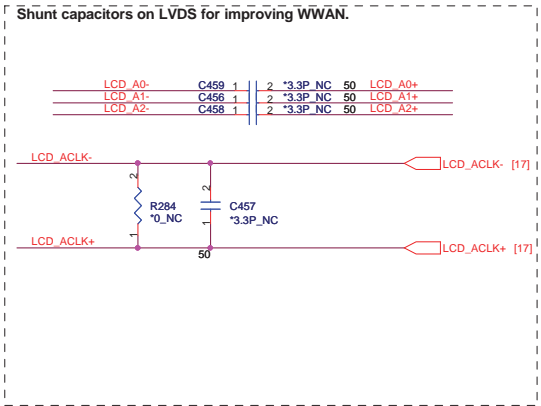 Shunt capacitors on LVDS for improving WWAN.
LCD_A0- C459 1 2 *3.3P_NC 50 LCD_A0+
LCD_A1- C456 1 2 *3.3P_NC 50 LCD_A1+
LCD_A2- C458 1 2 *3.3P_NC 50 LCD_A2+
LCD_ACLK- LCD_ACLK- [17]
2 2
R284 C457
*0_NC *3.3P_NC
1 1
LCD_ACLK+ LCD_ACLK+ [17]
50